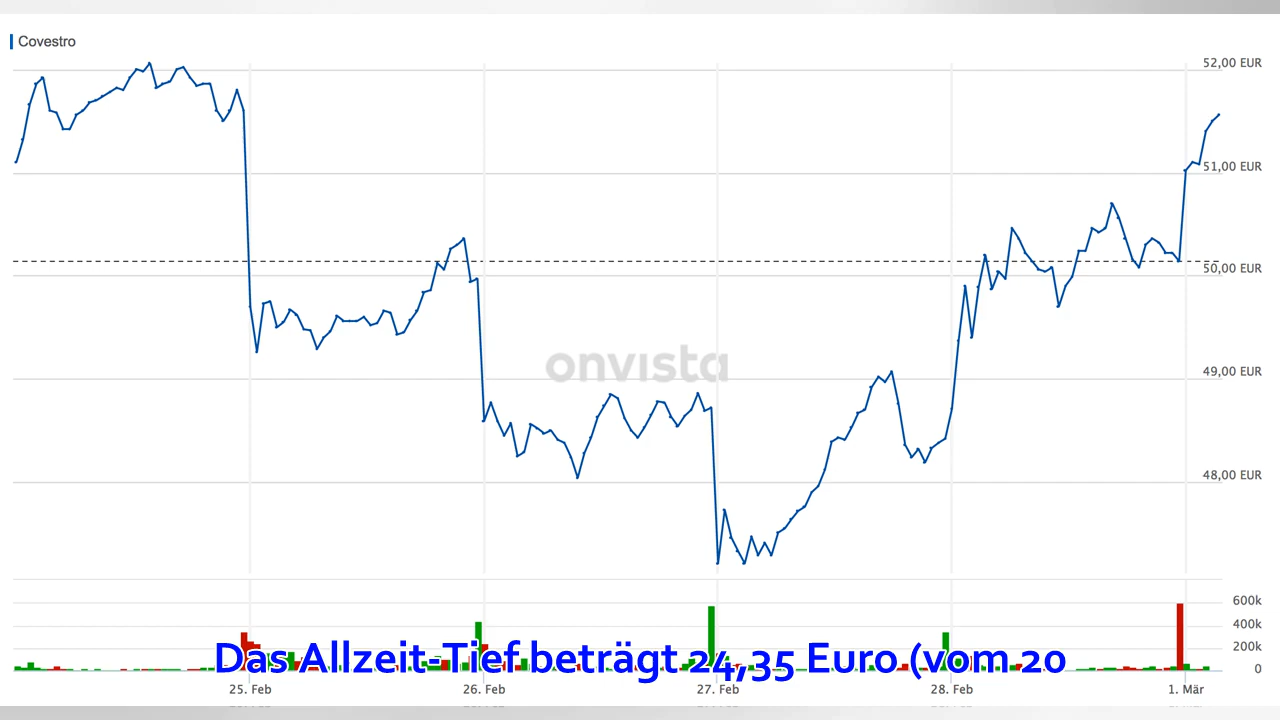 Covestro
52,00 EUR
51,00 EUR
50,00 EUR
49,00 EUR
48,00 EUR
onvista
600k
400k
200k
0
Das Allzeit-Tief beträgt 24,35 Euro (vom 20
25. Feb
26. Feb
27. Feb
28. Feb
1. Mär